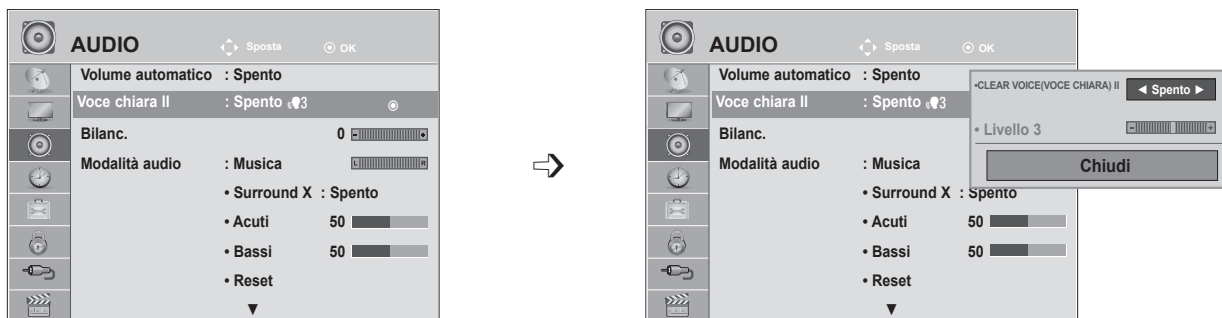 AUDIO Sposta OK
Volume automatico : Spento
Voce chiara II : Spento 3
Bilanc. 0 - +
Modalità audio : Musica L R
• Surround X : Spento
• Acuti 50
• Bassi 50
• Reset
▼
AUDIO Sposta OK
Volume automatico : Spento
Voce chiara II : Spento 3
Bilanc.
Modalità audio : Musica
• Surround X : Spento
• Acuti 50
• Bassi 50
• Reset
▼
•CLEAR VOICE(VOCE CHIARA) II ◄ Spento ►
• Livello 3 - +
Chiudi